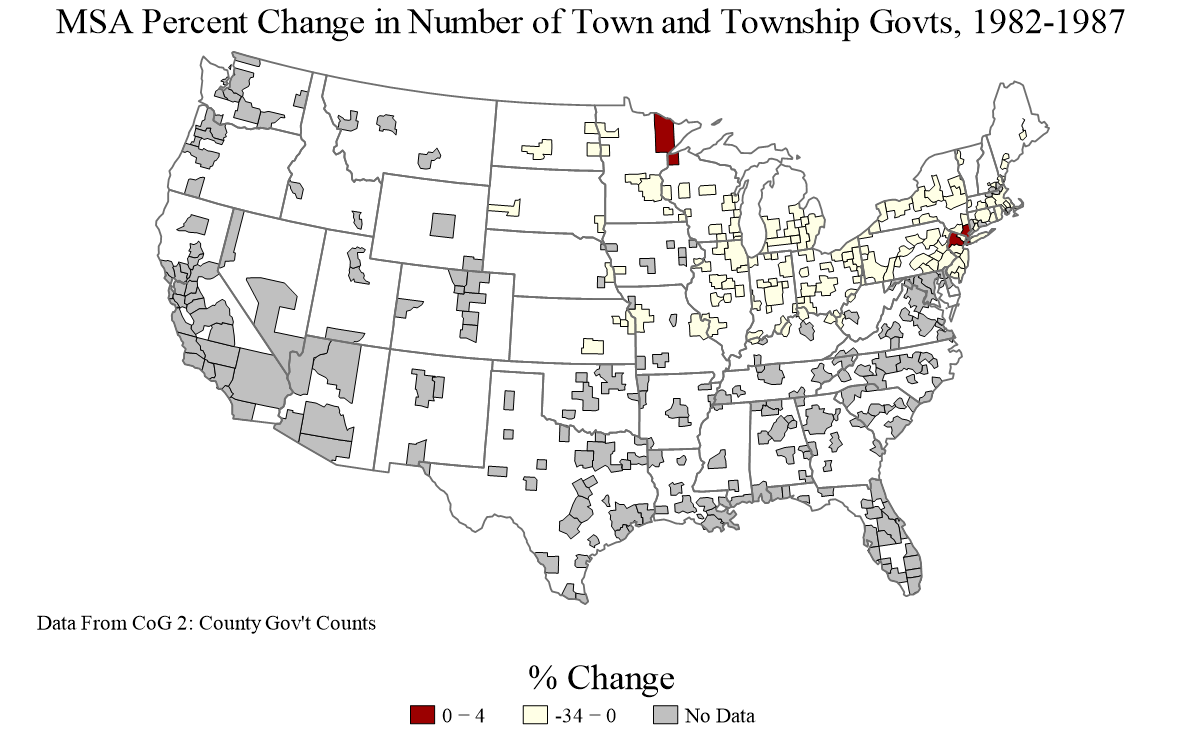 MSA Percent Change in Number of Town and Township Govts, 1982-1987
Data From CoG 2: County Gov't Counts
% Change
0 − 4 -34 − 0 No Data